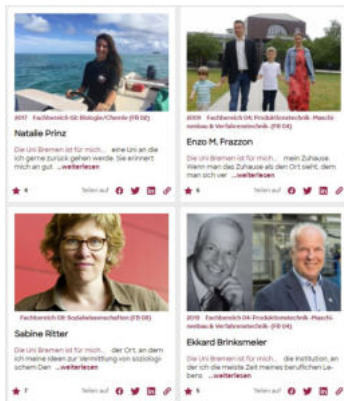 2017 Fachbereich 02: Biologie/Chemie (FB 02)
Natalie Prinz
Die Uni Bremen ist für mich... eine Uni an die
ich gerne zurück gehen werde. Sie erinnert
mich an gut ...weiterlesen
4 Teilen auf
2009 Fachbereich 04: Produktionstechnik -Maschi-
nenbau & Verfahrenstechnik- (FB 04)
Enzo M. Frazzon
Die Uni Bremen ist für mich... mein Zuhause.
Wenn man das Zuhause als den Ort sieht, dem
man sich ver ...weiterlesen
6 Teilen auf
Fachbereich 08: Sozialwissenschaften (FB 08)
Sabine Ritter
Die Uni Bremen ist für mich... der Ort, an dem
ich meine Ideen zur Vermittlung von soziologi-
schem Den ...weiterlesen
7 Teilen auf
2019 Fachbereich 04: Produktionstechnik -Maschi-
nenbau & Verfahrenstechnik- (FB 04)
Ekkard Brinksmeier
Die Uni Bremen ist für mich... die Institution, an
der ich die meiste Zeit meines beruflichen Le-
bens ...weiterlesen
5 Teilen auf